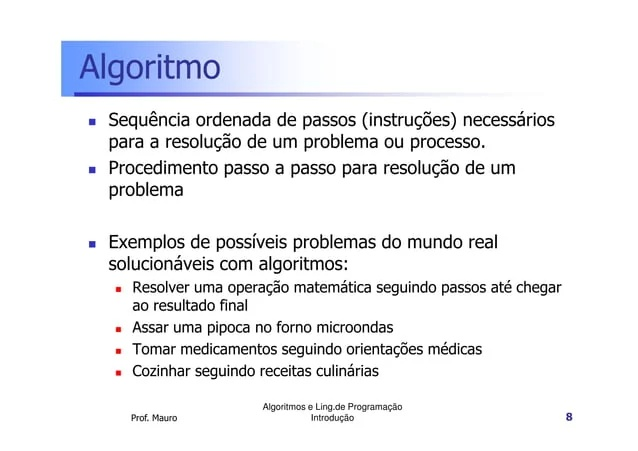 Algoritmo
Sequência ordenada de passos (instruções) necessários
para a resolução de um problema ou processo.
Procedimento passo a passo para resolução de um
problema
Exemplos de possíveis problemas do mundo real
solucionáveis com algoritmos:
Resolver uma operação matemática seguindo passos até chegar
ao resultado final
Assar uma pipoca no forno microondas
Tomar medicamentos seguindo orientações médicas
Cozinhar seguindo receitas culinárias
Prof. Mauro
Algoritmos e Ling.de Programação
Introdução
8